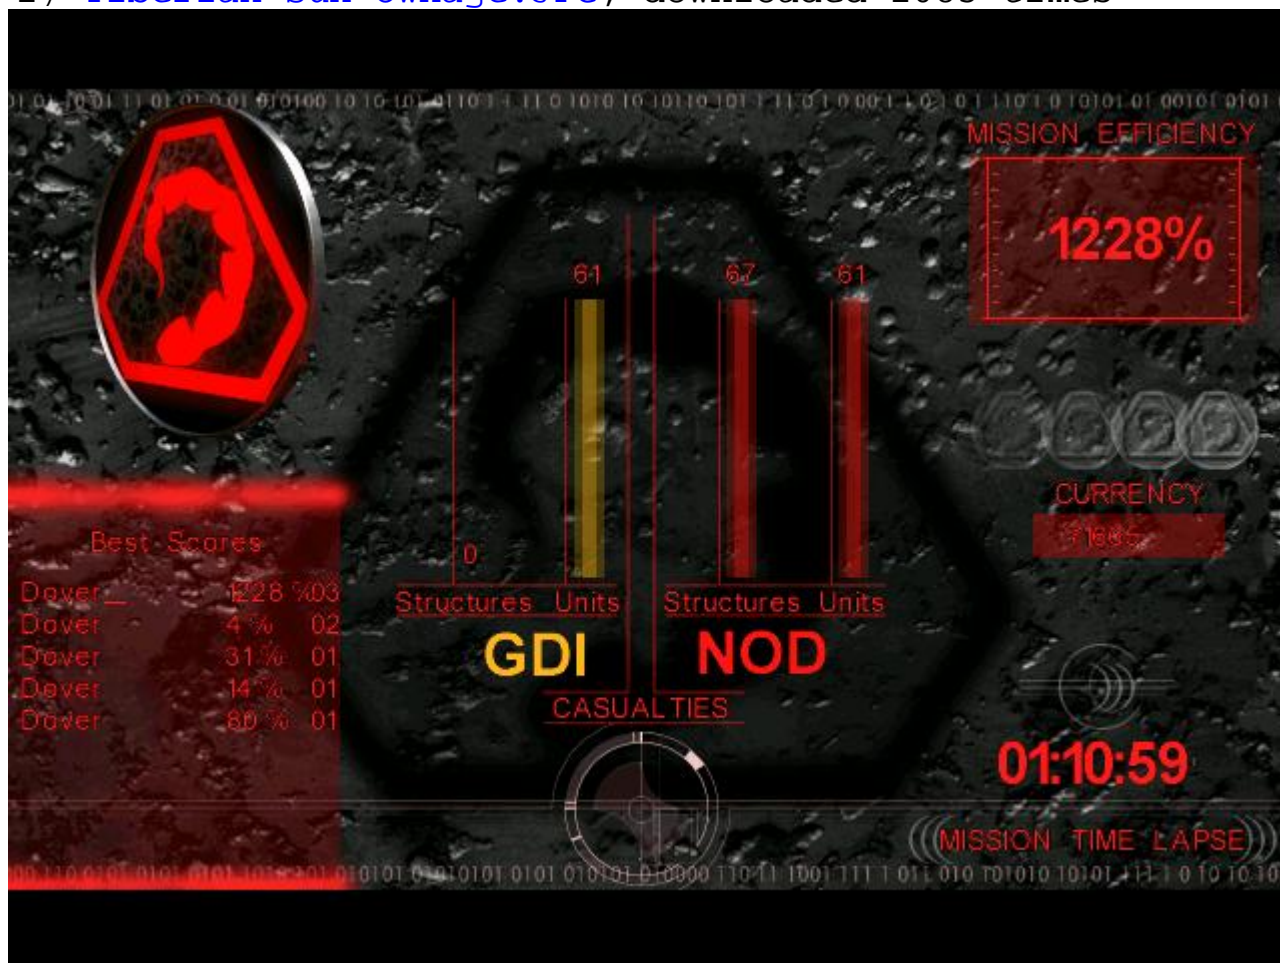 MISSION EFFICIENCY
1228%
61
67
61
CURRENCY
Best Scores
0
Dover_ 1228 %03
Dover 4 % 02
Dover 31 % 01
Dover 14 % 01
Dover 01
Structures Units
Structures Units
GDI
NOD
CASUALTIES
01:10:59
MISSION TIME LAPSE